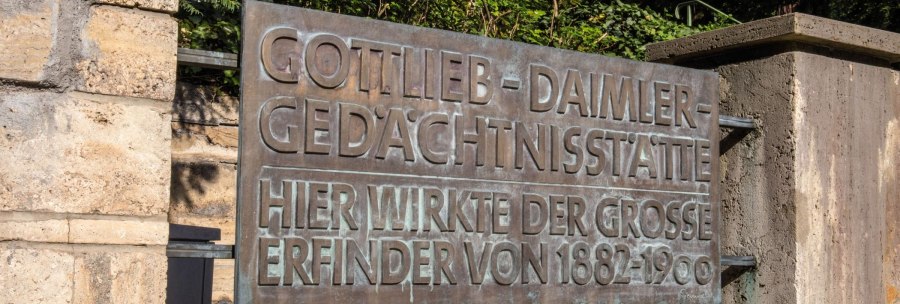 GOTTLIEB-DAIMLER-
GEDÄCHTNISSTÄTTE
HIER WIRKTE DER GROSSE
ERFINDER VON 1882-1900